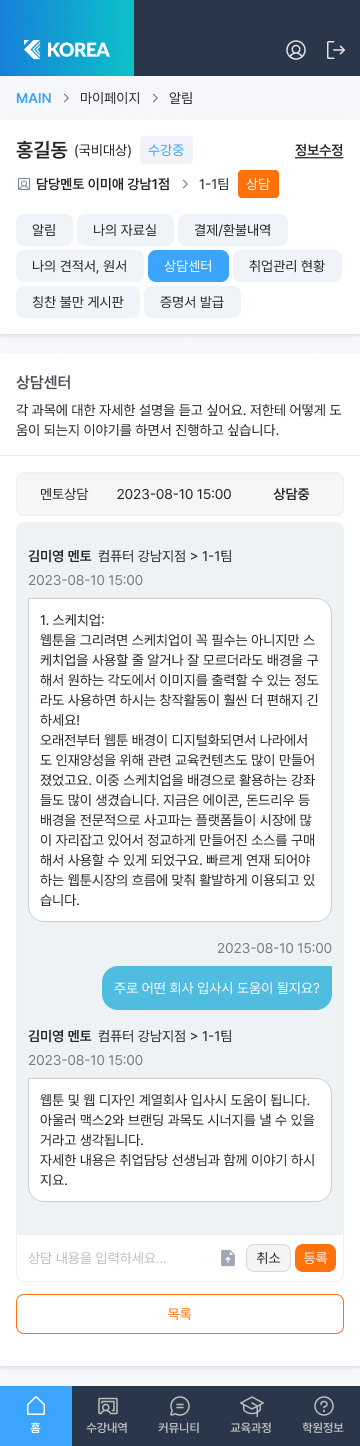 KOREA
MAIN > 마이페이지 > 알림
홍길동 (국비대상) 수강중 정보수정
담당멘토 이미애 강남1점 > 1-1팀 상담
알림 나의 자료실 결제/환불내역
나의 견적서, 원서 상담센터 취업관리 현황
칭찬 불만 게시판 증명서 발급
상담센터
각 과목에 대한 자세한 설명을 듣고 싶어요. 저한테 어떻게 도
움이 되는지 이야기를 하면서 진행하고 싶습니다.
멘토상담 2023-08-10 15:00 상담중
김미영 멘토 컴퓨터 강남지점 > 1-1팀
2023-08-10 15:00
1. 스케치업:
웹툰을 그리려면 스케치업이 꼭 필수는 아니지만 스
케치업을 사용할 줄 알거나 잘 모르더라도 배경을 구
해서 원하는 각도에서 이미지를 출력할 수 있는 정도
라도 사용하면 하시는 창작활동이 훨씬 더 편해지 긴
하세요!
오래전부터 웹툰 배경이 디지털화되면서 나라에서
도 인재양성을 위해 관련 교육컨텐츠도 많이 만들어
졌었고요. 이중 스케치업을 배경으로 활용하는 강좌
들도 많이 생겼습니다. 지금은 에이콘, 돈드리우 등
배경을 전문적으로 사고파는 플랫폼들이 시장에 많
이 자리잡고 있어서 정교하게 만들어진 소스를 구매
해서 사용할 수 있게 되었구요. 빠르게 연재 되어야
하는 웹툰시장의 흐름에 맞춰 활발하게 이용되고 있
습니다.
2023-08-10 15:00
주로 어떤 회사 입사시 도움이 될지요?
김미영 멘토 컴퓨터 강남지점 > 1-1팀
2023-08-10 15:00
웹툰 및 웹 디자인 계열회사 입사시 도움이 됩니다.
아울러 맥스2와 브랜딩 과목도 시너지를 낼 수 있을
거라고 생각됩니다.
자세한 내용은 취업담당 선생님과 함께 이야기 하시
지요.
상담 내용을 입력하세요... 취소 등록
목록
홈 수강내역 커뮤니티 교육과정 학원정보